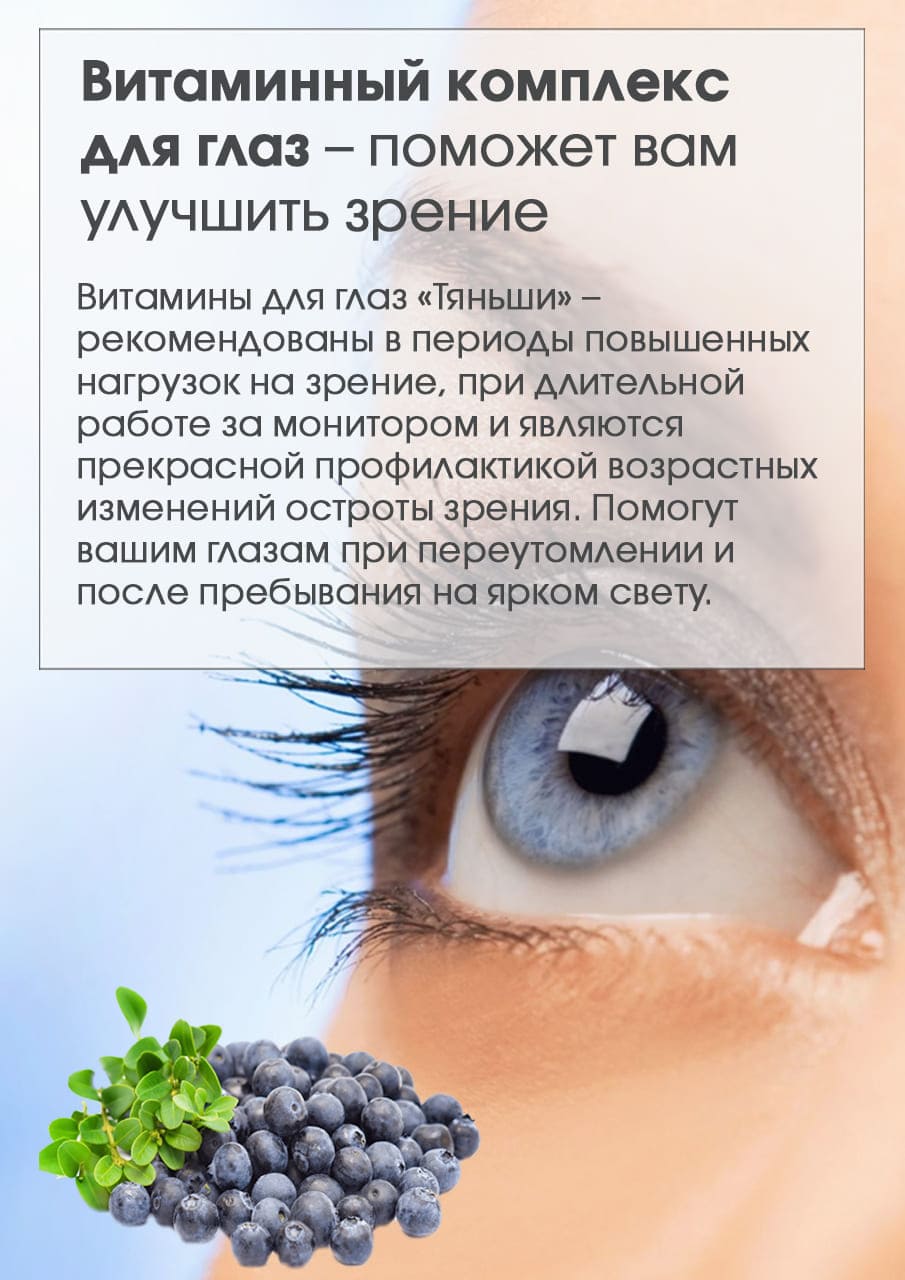 Витаминный комплекс
для глаз – поможет вам
улучшить зрение
Витамины для глаз «Тяньши» –
рекомендованы в периоды повышенных
нагрузок на зрение, при длительной
работе за монитором и являются
прекрасной профилактикой возрастных
изменений остроты зрения. Помогут
вашим глазам при переутомлении и
после пребывания на ярком свету.